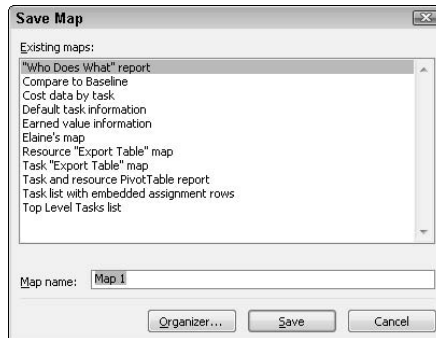 Save Map
Existing maps:
"Who Does What" report
Compare to Baseline
Cost data by task
Default task information
Earned value information
Elaine's map
Resource "Export Table" map
Task "Export Table" map
Task and resource PivotTable report
Task list with embedded assignment rows
Top Level Tasks list
Map name: Map 1
Organizer... Save Cancel